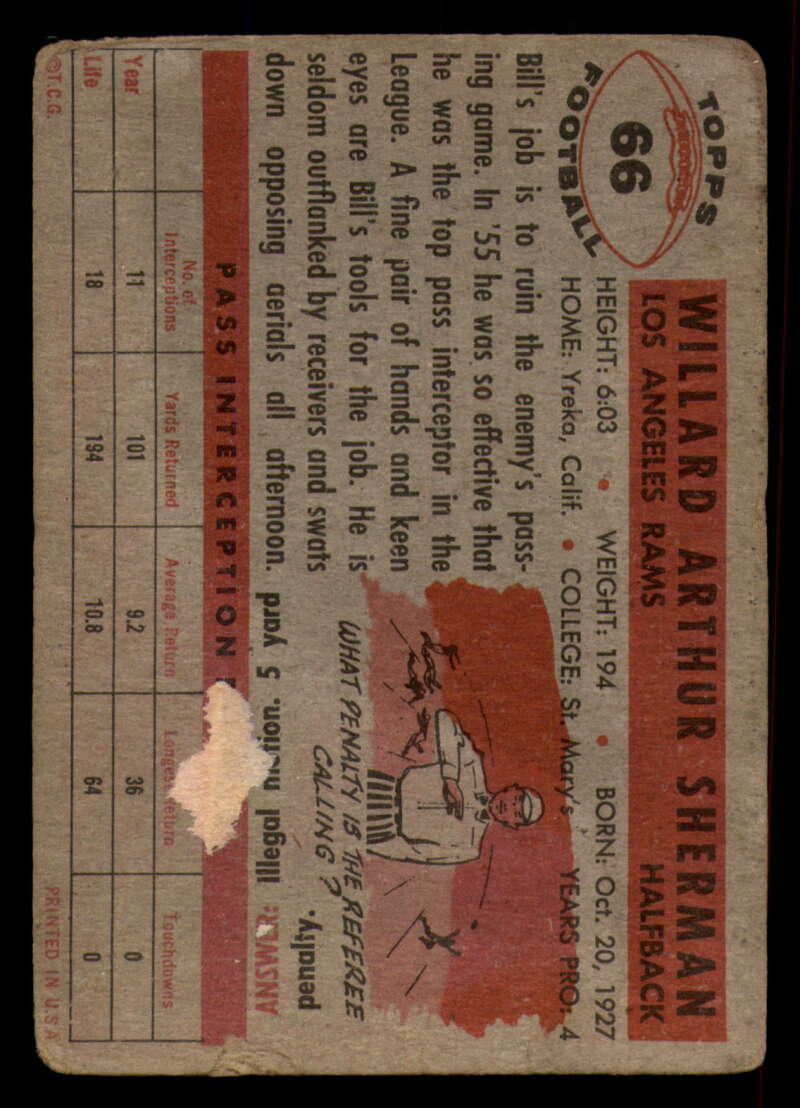 TOPPS
66
FOOTBALL
WILLARD ARTHUR SHERMAN
LOS ANGELES RAMS HALFBACK
HEIGHT: 6:03 • WEIGHT: 194 • BORN: Oct. 20, 1927
HOME: Yreka, Calif. • COLLEGE: St. Mary's YEARS PRO: 4
Bill's job is to ruin the enemy's pass-
ing game. In '55 he was so effective that
he was the top pass interceptor in the
League. A fine pair of hands and keen
eyes are Bill's tools for the job. He is
seldom outflanked by receivers and swats
down opposing aerials all afternoon.
WHAT PENALTY IS THE REFEREE
CALLING?
ANSWER: Illegal motion. 5 yard
penalty.
PASS INTERCEPTION
No. of Interceptions Yards Returned Average Return Longest Return Touchdowns
Year 11 101 9.2 36 0
Life 18 194 10.8 64 0
©T.C.G. PRINTED IN U.S.A.